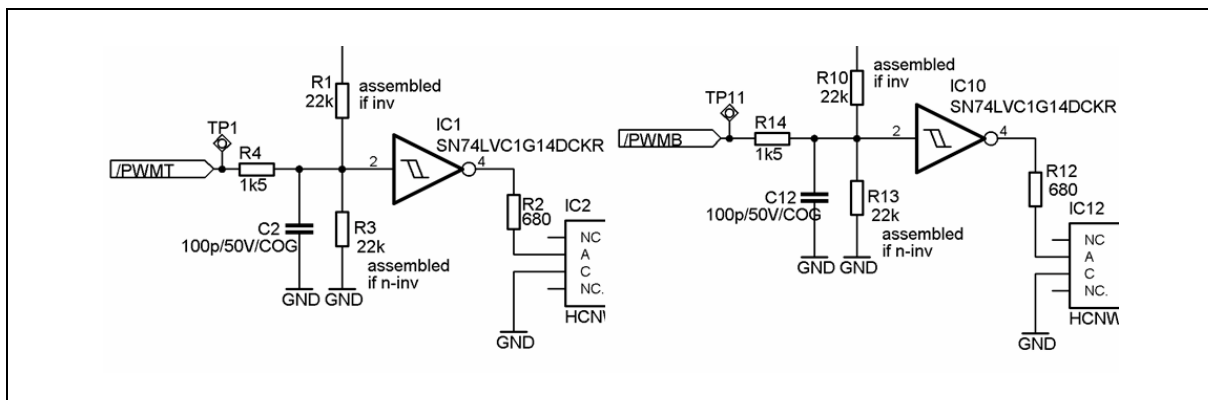 R1
22k
assembled
if inv
TP1
IC1
SN74LVC1G14DCKR
/PWMT
R4
1k5
2
4
C2
100p/50V/COG
R3
22k
assembled
if n-inv
R2
680
IC2
NC
A
C
NC.
GND
GND
GND
R10
22k
assembled
if inv
TP11
IC10
SN74LVC1G14DCKR
/PWMB
R14
1k5
2
4
C12
100p/50V/COG
R13
22k
assembled
if n-inv
R12
680
IC12
NC
A
C
NC.
GND
GND
GND